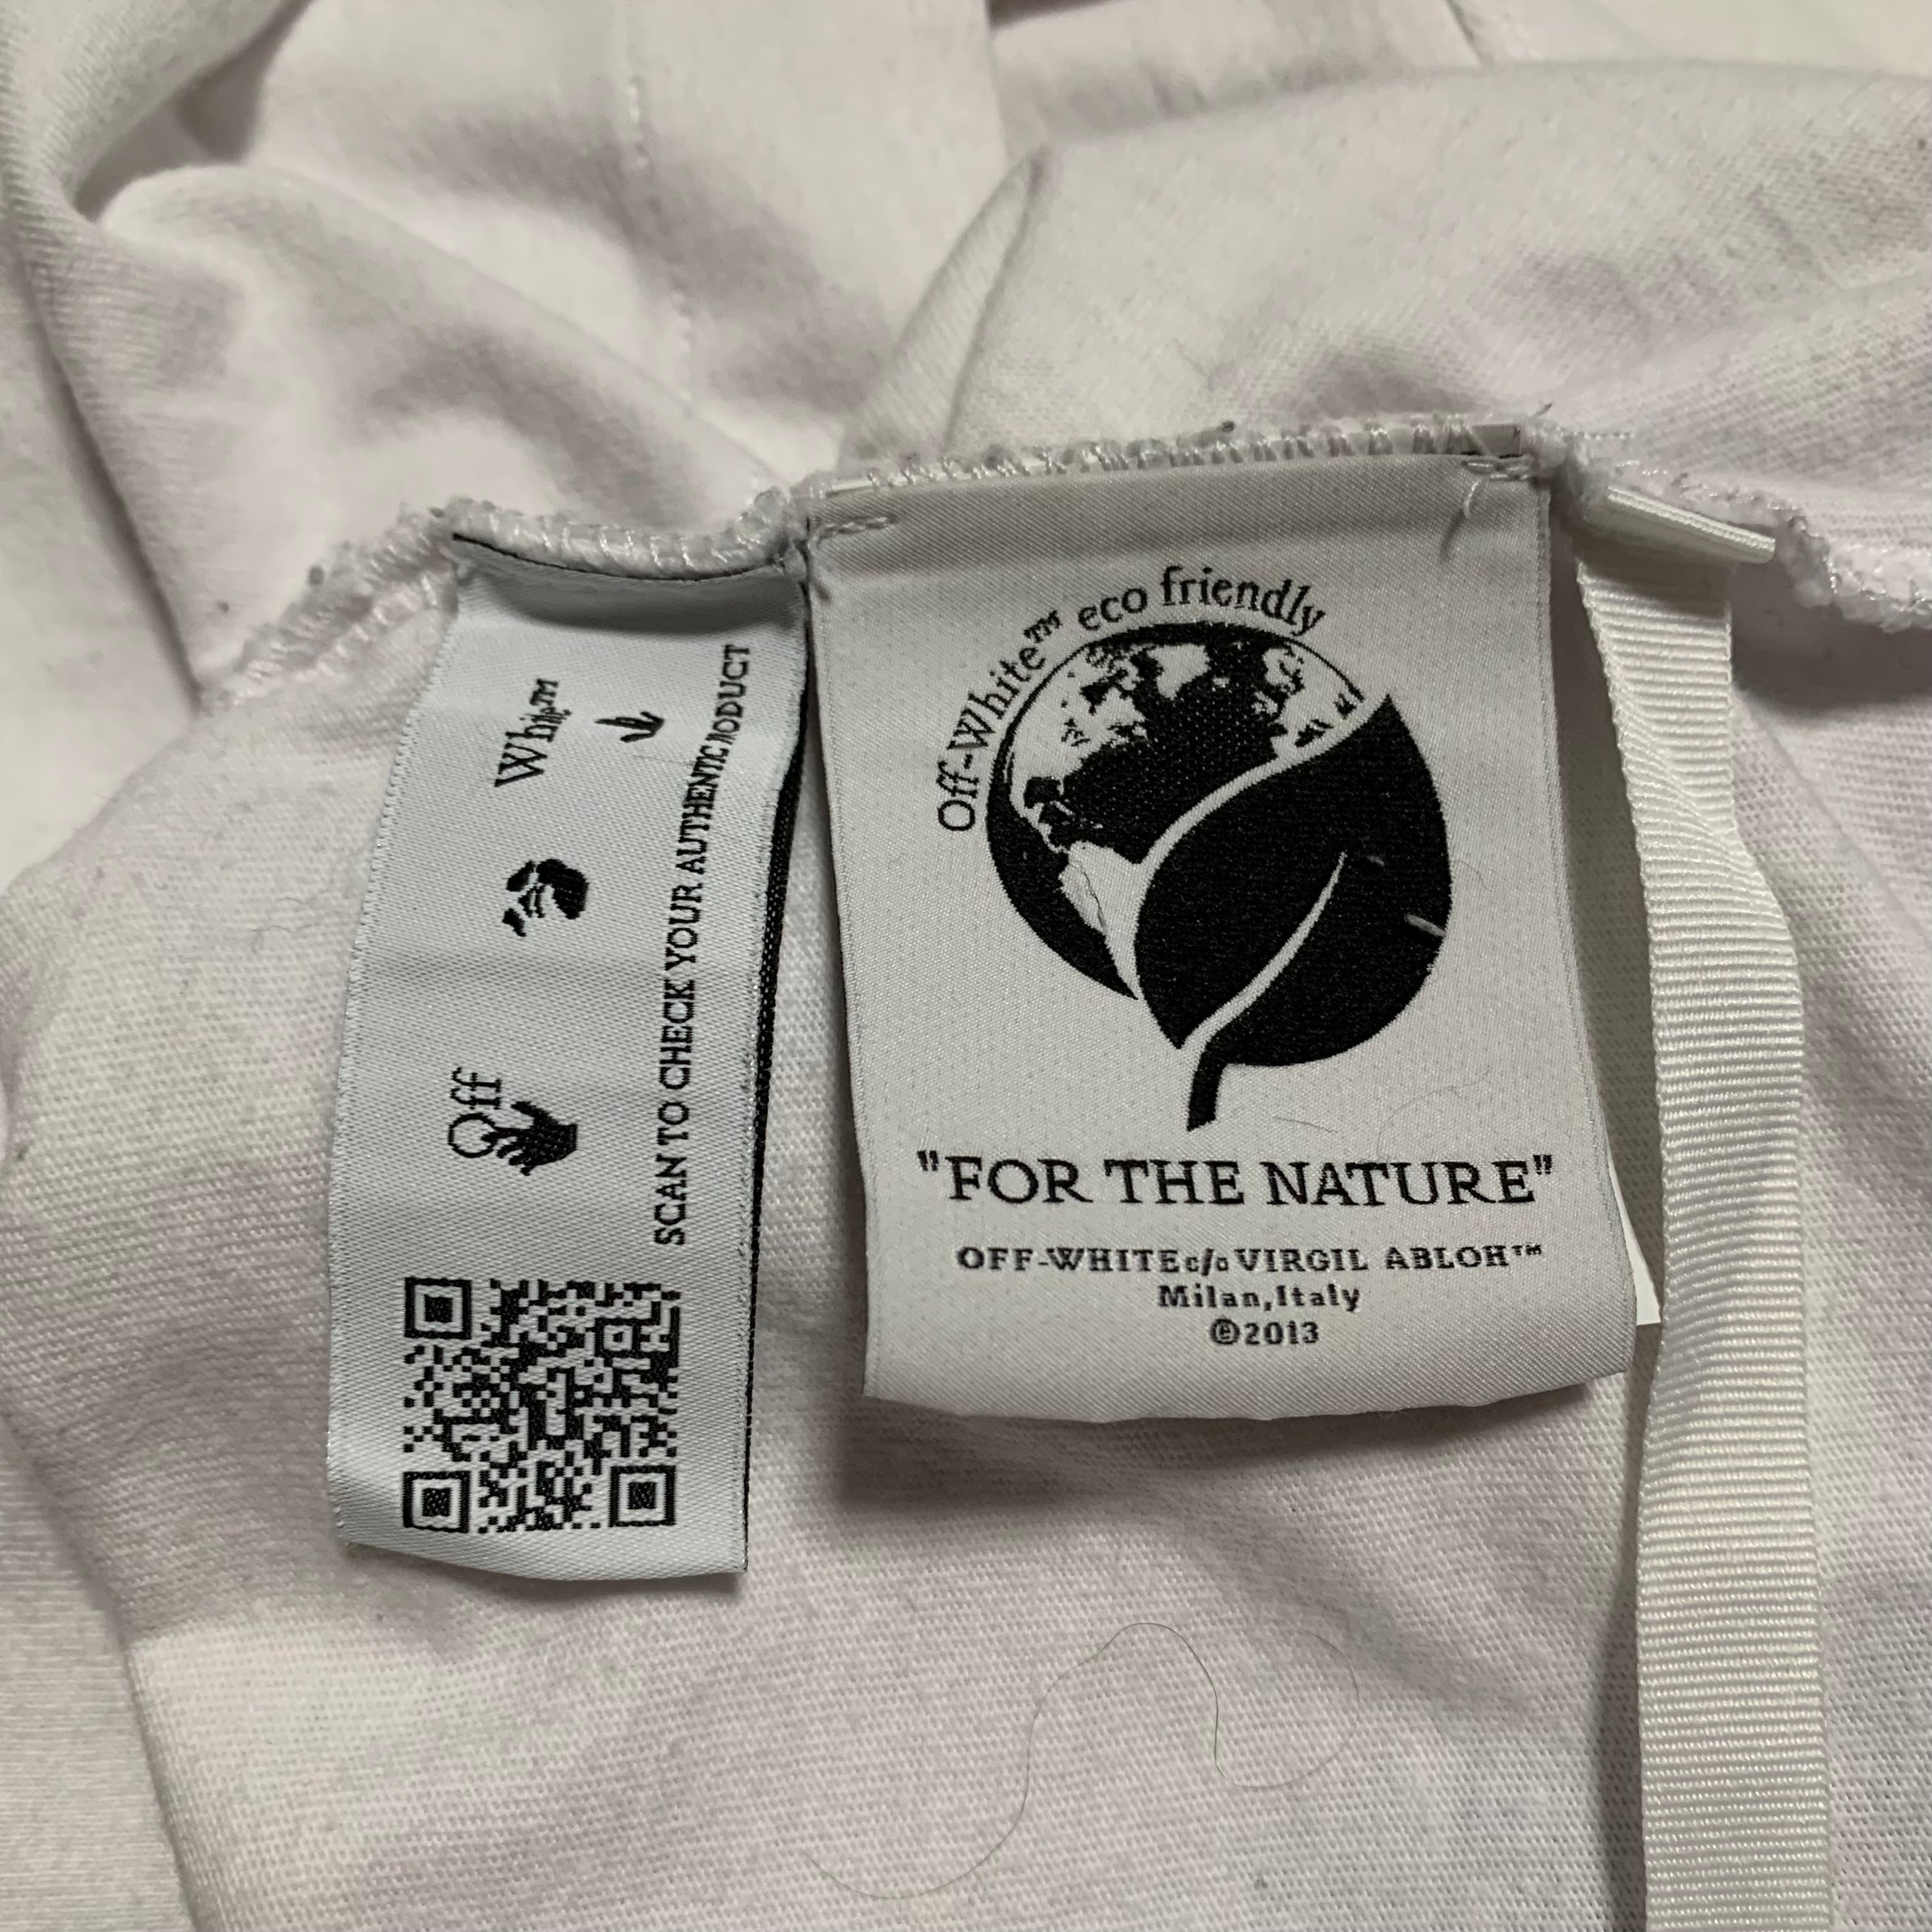 Off White™
SCAN TO CHECK YOUR AUTHENTIC PRODUCT
Off-White™ eco friendly
"FOR THE NATURE"
OFF-WHITE c/o VIRGIL ABLOH™
Milan, Italy
©2013